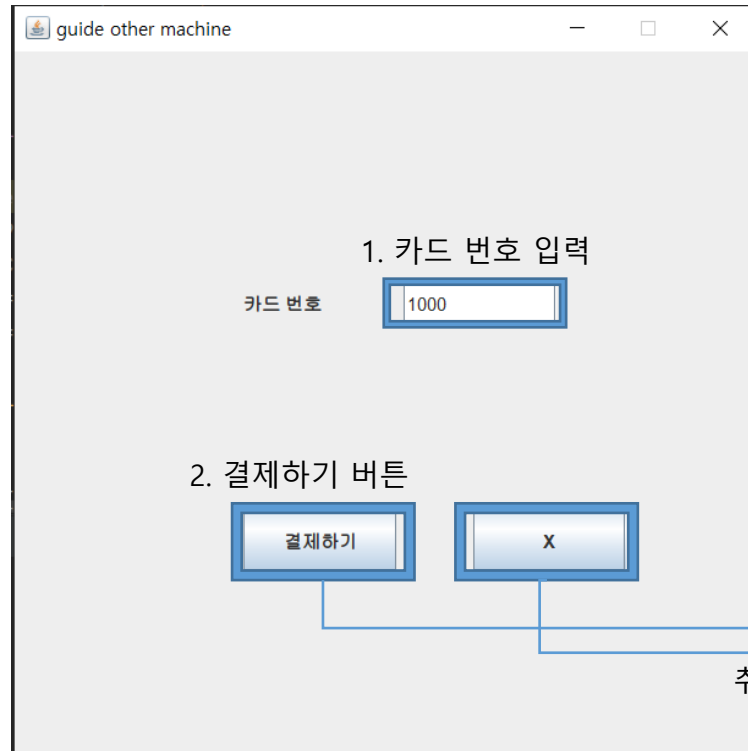 guide other machine
1. 카드 번호 입력
카드 번호
1000
2. 결제하기 버튼
결제하기
X